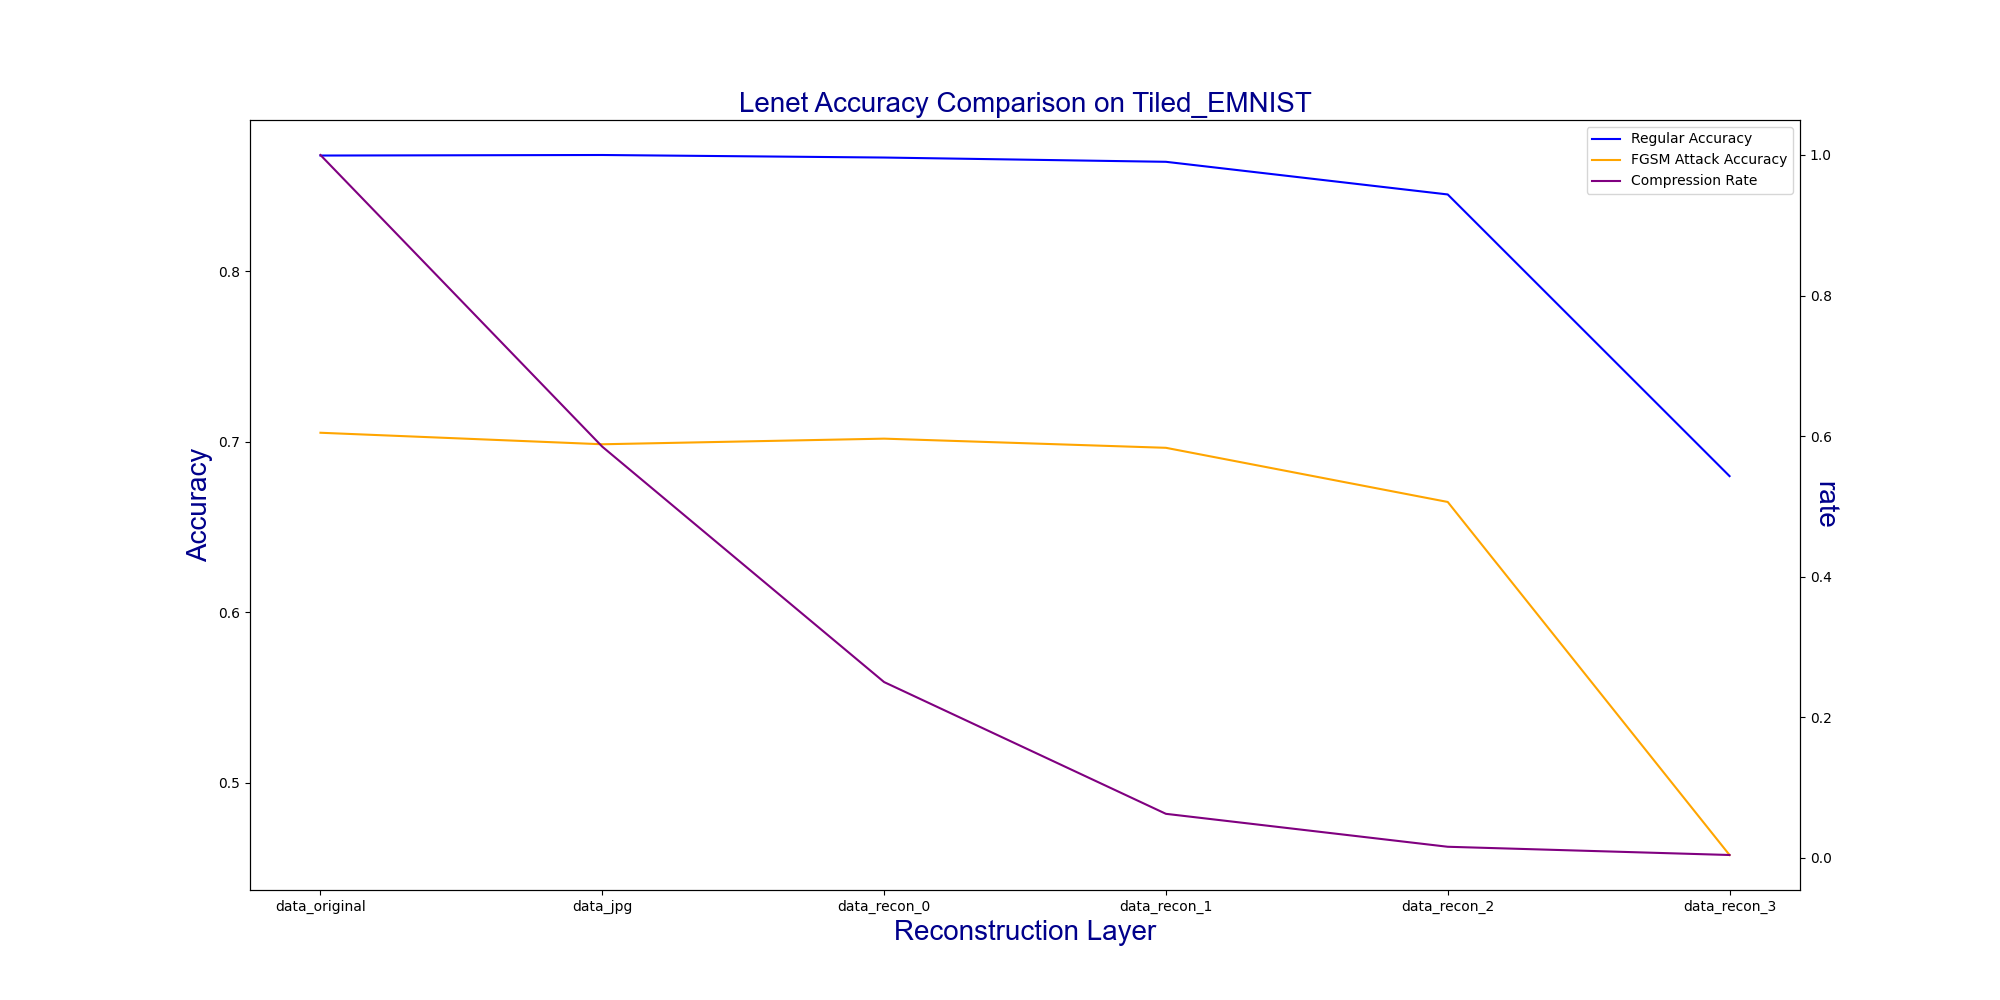 Lenet Accuracy Comparison on Tiled_EMNIST
Regular Accuracy
FGSM Attack Accuracy
Compression Rate
Accuracy
0.8
0.7
0.6
0.5
1.0
0.8
0.6
0.4
0.2
0.0
rate
data_original data_jpg data_recon_0 data_recon_1 data_recon_2 data_recon_3
Reconstruction Layer